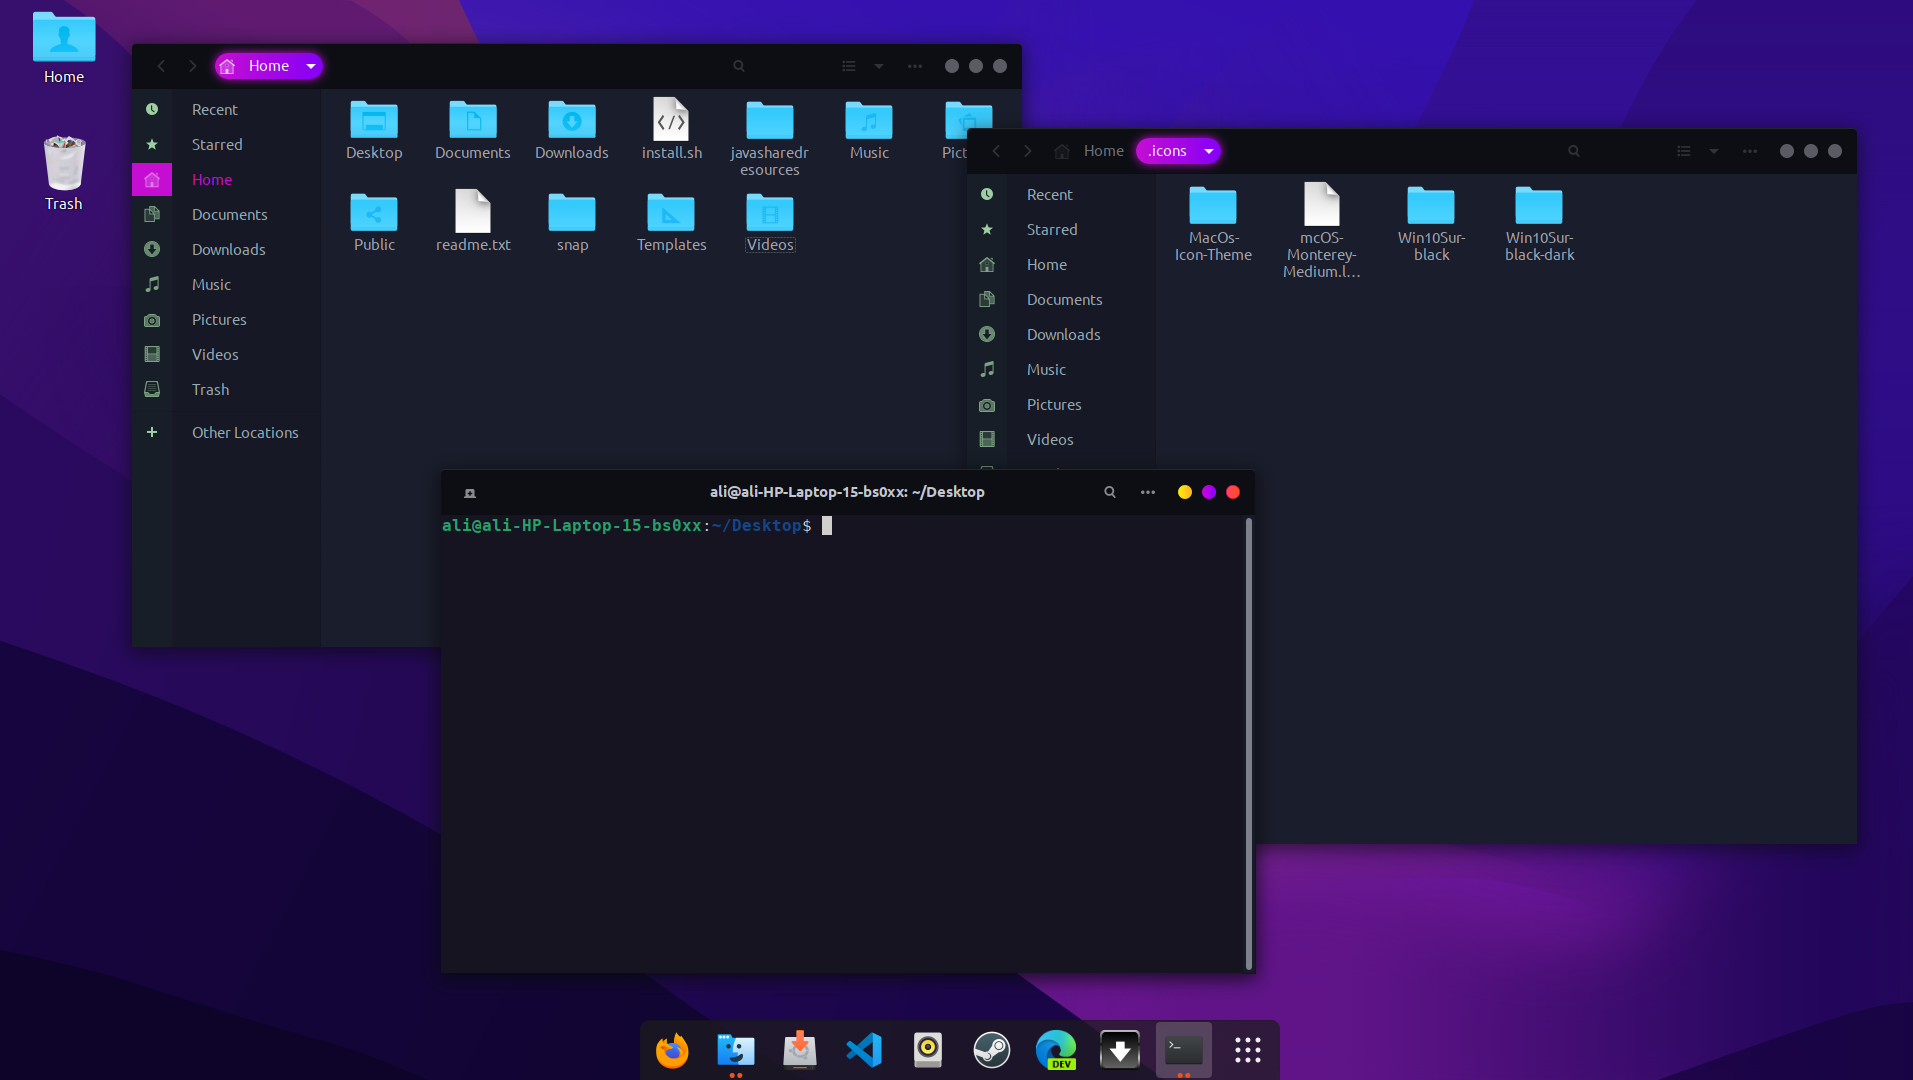 Home
Trash
Home
Recent
Starred
Home
Documents
Downloads
Music
Pictures
Videos
Trash
Other Locations
Desktop
Documents
Downloads
install.sh
javasharedr
esources
Music
Public
readme.txt
snap
Templates
Videos
Home
.icons
Recent
Starred
Home
Documents
Downloads
Music
Pictures
Videos
MacOs-
Icon-Theme
mcOS-
Monterey-
Medium.l...
Win10Sur-
black
Win10Sur-
black-dark
ali@ali-HP-Laptop-15-bs0xx: ~/Desktop
ali@ali-HP-Laptop-15-bs0xx:~/Desktop$
DEV